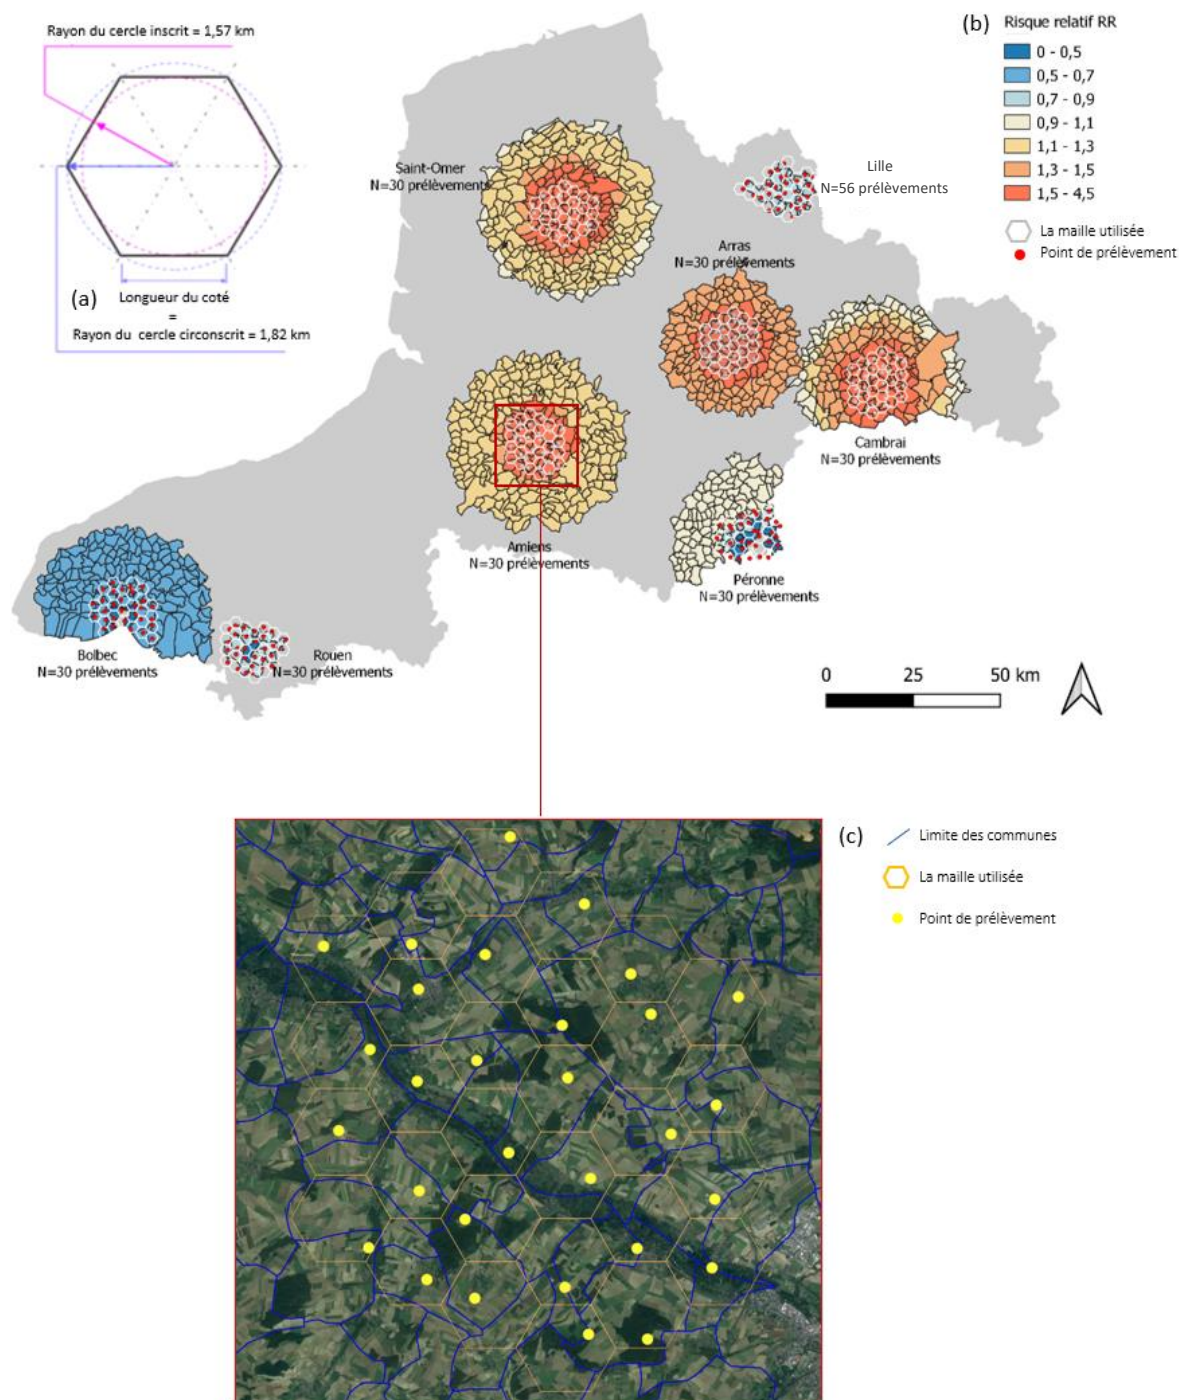 Rayon du cercle inscrit = 1,57 km
(a)
Longueur du coté
=
Rayon du cercle circonscrit = 1,82 km
(b)
Risque relatif RR
0 - 0,5
0,5 - 0,7
0,7 - 0,9
0,9 - 1,1
1,1 - 1,3
1,3 - 1,5
1,5 - 4,5
La maille utilisée
Point de prélèvement
Saint-Omer
N=30 prélèvements
Lille
N=56 prélèvements
Arras
N=30 prélèvements
Cambrai
N=30 prélèvements
Amiens
N=30 prélèvements
Péronne
N=30 prélèvements
Bolbec
N=30 prélèvements
Rouen
N=30 prélèvements
0 25 50 km
(c)
Limite des communes
La maille utilisée
Point de prélèvement